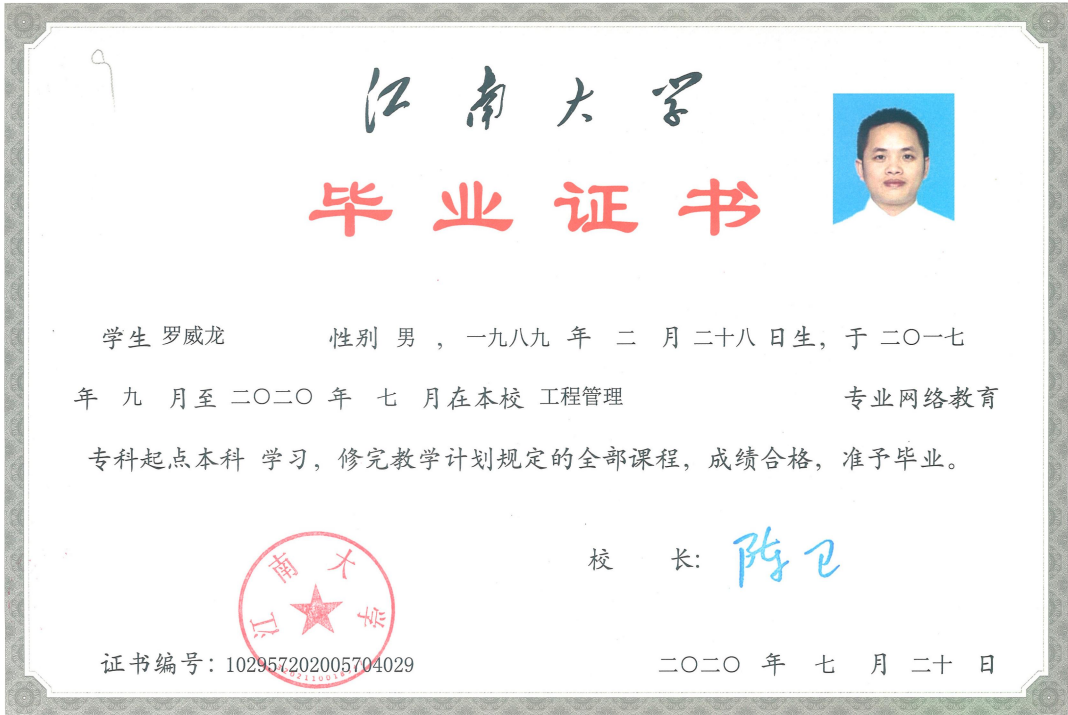 江南大学
毕业证书
学生 罗威龙 性别 男 ， 一九八九 年 二 月 二十八 日生，于 二〇一七
年 九 月至 二〇二〇 年 七 月在本校 工程管理 专业网络教育
专科起点本科 学习，修完教学计划规定的全部课程，成绩合格，准予毕业。
校 长：陈卫
江南大学
证书编号：102957202005704029
二〇二〇 年 七 月 二十 日